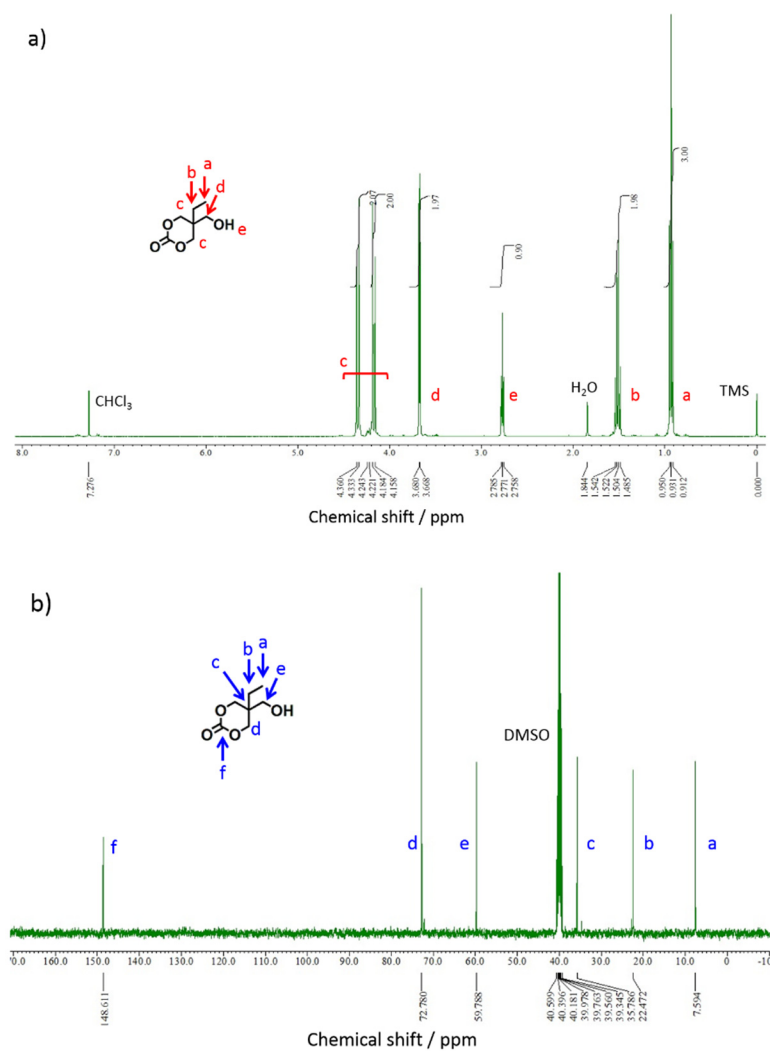 a)
a
b
d
c
OH
e
O
O
O
c
2.07
2.00
1.97
0.90
1.98
3.00
c
CHCl3
d
e
H2O
b
a
TMS
8.0 7.0 6.0 5.0 4.0 3.0 2.0 1.0 0
7.276
4.360
4.333
4.243
4.221
4.184
4.158
3.680
3.668
2.785
2.771
2.758
1.844
1.542
1.522
1.504
1.485
0.950
0.931
0.912
0.000
Chemical shift / ppm
b)
a
b
c
e
OH
O
O
O
d
f
DMSO
f
d
e
c
b
a
160.0 150.0 140.0 130.0 120.0 110.0 100.0 90.0 80.0 70.0 60.0 50.0 40.0 30.0 20.0 10.0 0 -10
148.611
72.780
59.788
40.599
40.396
40.181
39.978
39.763
39.560
39.345
35.786
22.472
7.594
Chemical shift / ppm